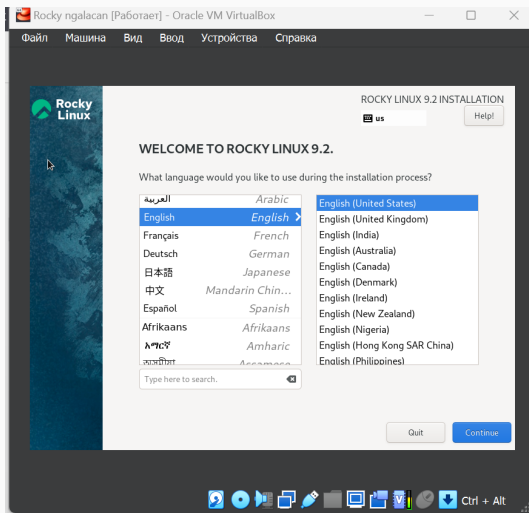 Rocky ngalacan [Работает] - Oracle VM VirtualBox
Файл Машина Вид Ввод Устройства Справка
Rocky Linux
ROCKY LINUX 9.2 INSTALLATION
us Help!
WELCOME TO ROCKY LINUX 9.2.
What language would you like to use during the installation process?
العربية Arabic
English English
Français French
Deutsch German
日本語 Japanese
中文 Mandarin Chin...
Español Spanish
Afrikaans Afrikaans
አማርኛ Amharic
অসমীয়া Assamese
Type here to search.
English (United States)
English (United Kingdom)
English (India)
English (Australia)
English (Canada)
English (Denmark)
English (Ireland)
English (New Zealand)
English (Nigeria)
English (Hong Kong SAR China)
English (Philippines)
Quit Continue
Ctrl + Alt